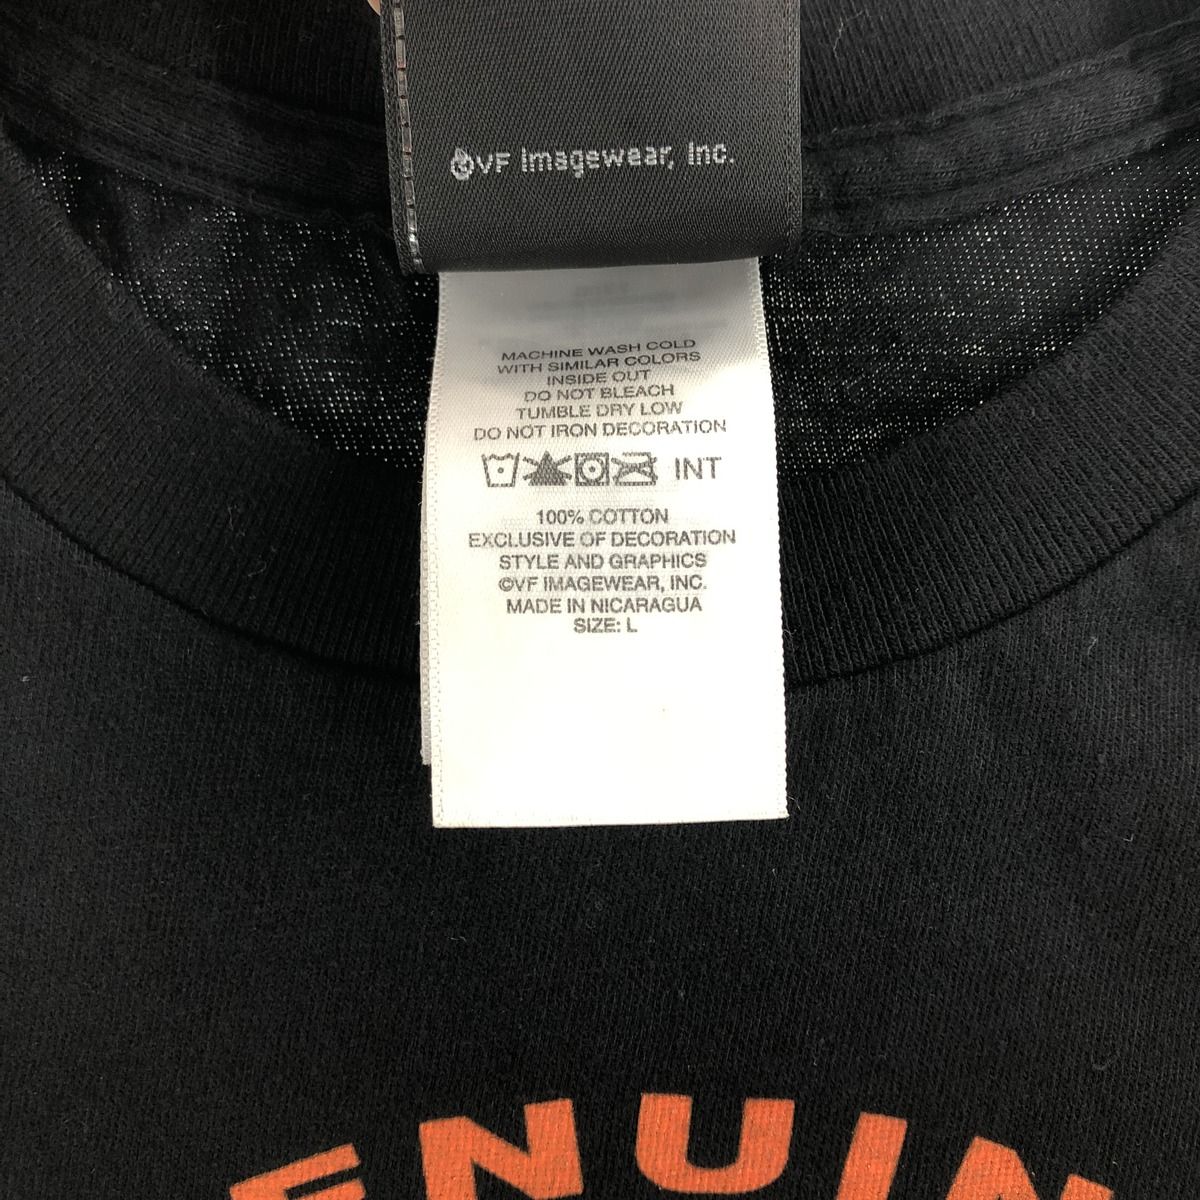 ©VF Imagewear, Inc.
MACHINE WASH COLD
WITH SIMILAR COLORS
INSIDE OUT
DO NOT BLEACH
TUMBLE DRY LOW
DO NOT IRON DECORATION
INT
100% COTTON
EXCLUSIVE OF DECORATION
STYLE AND GRAPHICS
©VF IMAGEWEAR, INC.
MADE IN NICARAGUA
SIZE: L
ENUIN